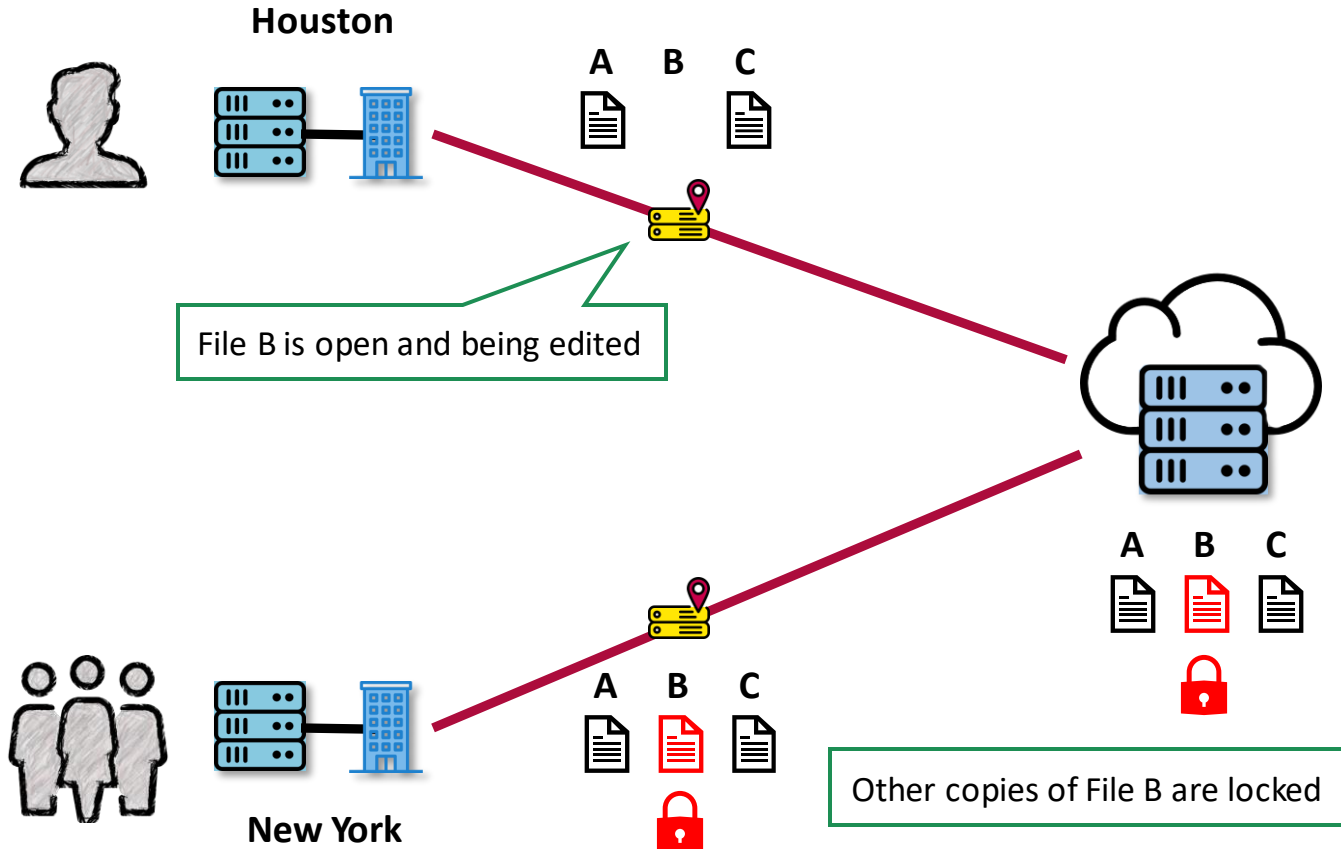 Houston
A B C
File B is open and being edited
A B C
A B C
Other copies of File B are locked
New York